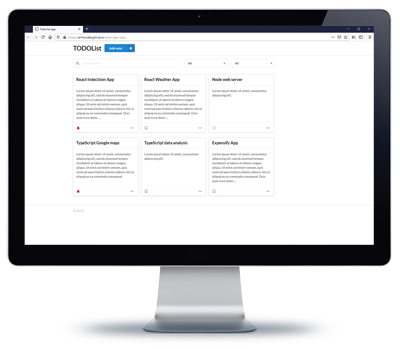 Todo list app
TODOList
Add note +
All
All
React Indecision App
React Weather App
Node web server
Lorem ipsum dolor sit amet, consectetur
adipiscing elit, sed do eiusmod tempor
incididunt ut labore et dolore magna
aliqua. Ut enim ad minim veniam, quis
nostrud exercitation ullamco laboris nisi ut
aliquip ex ea commodo consequat. Duis
aute irure dolor ...
Lorem ipsum dolor sit amet, consectetur
adipiscing elit, sed do eiusmod tempor
incididunt ut labore et dolore magna
aliqua. Ut enim ad minim veniam, quis
nostrud exercitation ullamco laboris nisi ut
aliquip ex ea commodo consequat. Duis
aute irure dolor ...
Lorem ipsum dolor sit amet, consectetur
adipiscing elit.
TypeScript Google maps
TypeScript data analysis
Expensify App
Lorem ipsum dolor sit amet, consectetur
adipiscing elit, sed do eiusmod tempor
incididunt ut labore et dolore magna
aliqua. Ut enim ad minim veniam, quis
nostrud exercitation ullamco laboris nisi ut
aliquip ex ea commodo consequat.
Lorem ipsum dolor sit amet, consectetur
adipiscing elit.
Lorem ipsum dolor sit amet, consectetur
adipiscing elit, sed do eiusmod tempor
incididunt ut labore et dolore magna
aliqua. Ut enim ad minim veniam, quis
nostrud exercitation ullamco laboris nisi ut
aliquip ex ea commodo consequat. Duis
aute irure dolor ...